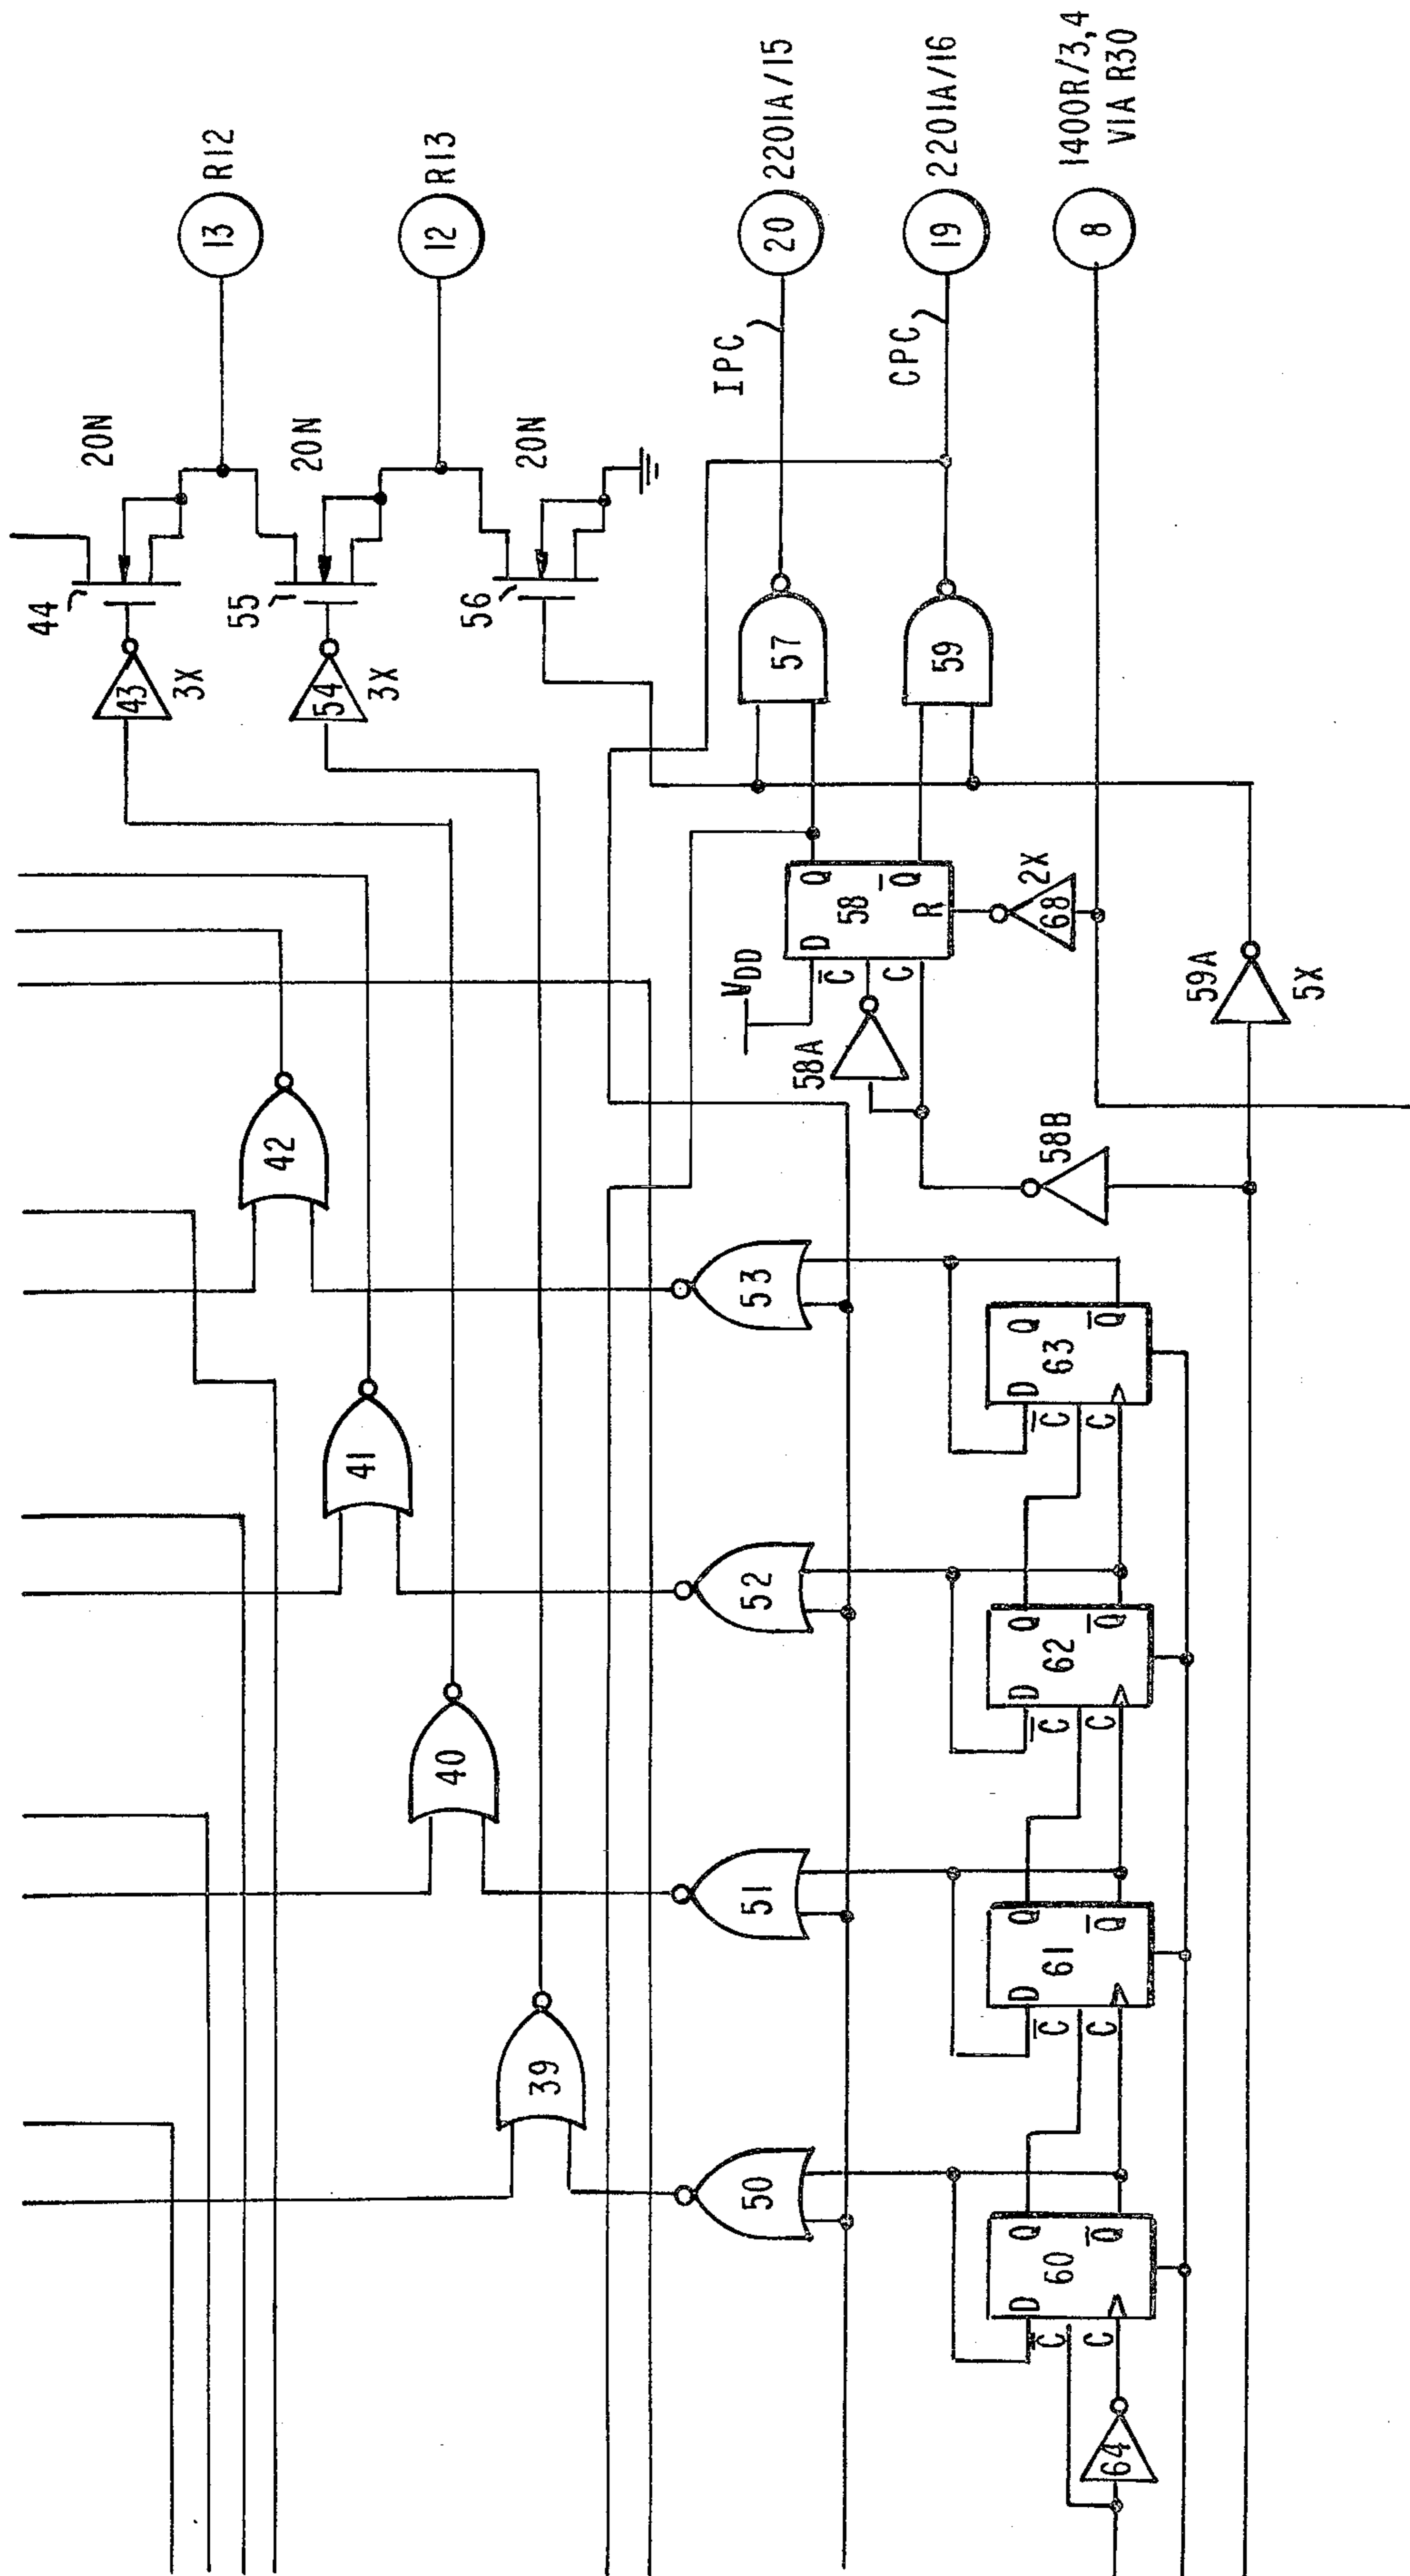 20N
44
43
3X
13
R12
20N
55
54
3X
12
R13
20N
56
42
41
40
39
IPC
20
2201A/15
57
CPC
19
2201A/16
59
VDD
D
Q
C̅
58
C
Q̅
R
58A
68
2X
8
1400R/3,4
VIA R30
58B
59A
5X
53
52
51
50
D
Q
C̅
63
C
Q̅
D
Q
C̅
62
C
Q̅
D
Q
C̅
61
C
Q̅
D
Q
C̅
60
C
Q̅
64